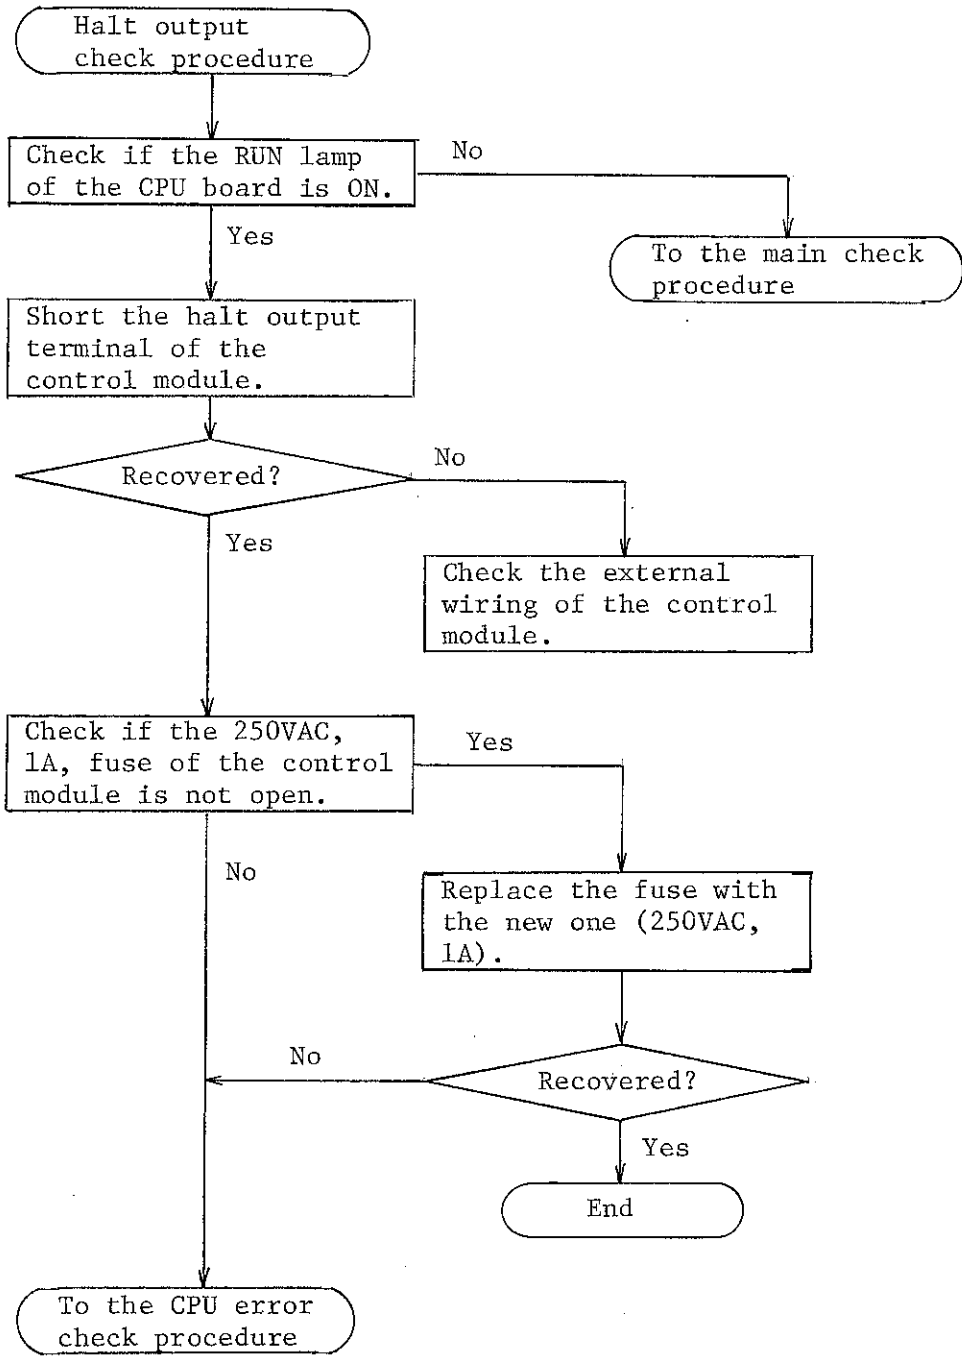 Halt output
check procedure
Check if the RUN lamp
of the CPU board is ON.
No
Yes
To the main check
procedure
Short the halt output
terminal of the
control module.
Recovered?
No
Yes
Check the external
wiring of the control
module.
Check if the 250VAC,
1A, fuse of the control
module is not open.
Yes
No
Replace the fuse with
the new one (250VAC,
1A).
Recovered?
No
Yes
End
To the CPU error
check procedure